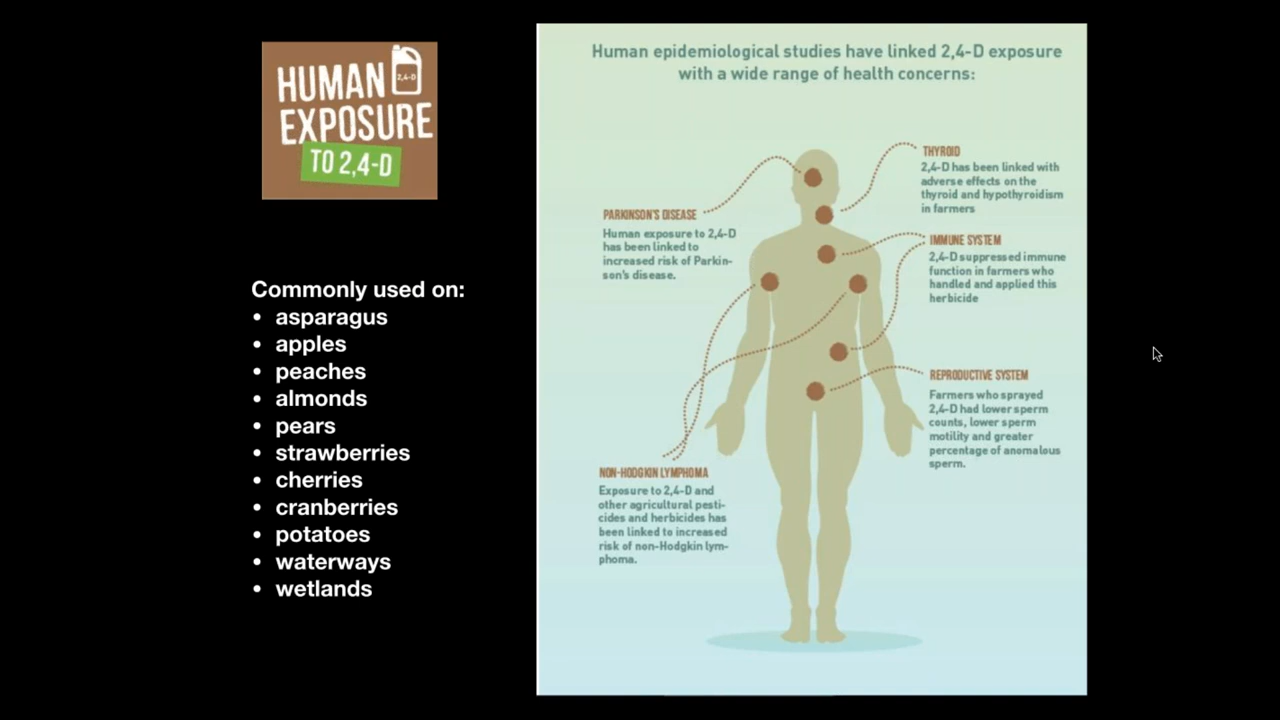 HUMAN
2,4-D
EXPOSURE
TO 2,4-D
Commonly used on:
• asparagus
• apples
• peaches
• almonds
• pears
• strawberries
• cherries
• cranberries
• potatoes
• waterways
• wetlands
Human epidemiological studies have linked 2,4-D exposure
with a wide range of health concerns:
PARKINSON'S DISEASE
Human exposure to 2,4-D
has been linked to
increased risk of Parkin-
son's disease.
NON-HODGKIN LYMPHOMA
Exposure to 2,4-D and
other agricultural pesti-
cides and herbicides has
been linked to increased
risk of non-Hodgkin lym-
phoma.
THYROID
2,4-D has been linked with
adverse effects on the
thyroid and hypothyroidism
in farmers
IMMUNE SYSTEM
2,4-D suppressed immune
function in farmers who
handled and applied this
herbicide
REPRODUCTIVE SYSTEM
Farmers who sprayed
2,4-D had lower sperm
counts, lower sperm
motility and greater
percentage of anomalous
sperm.